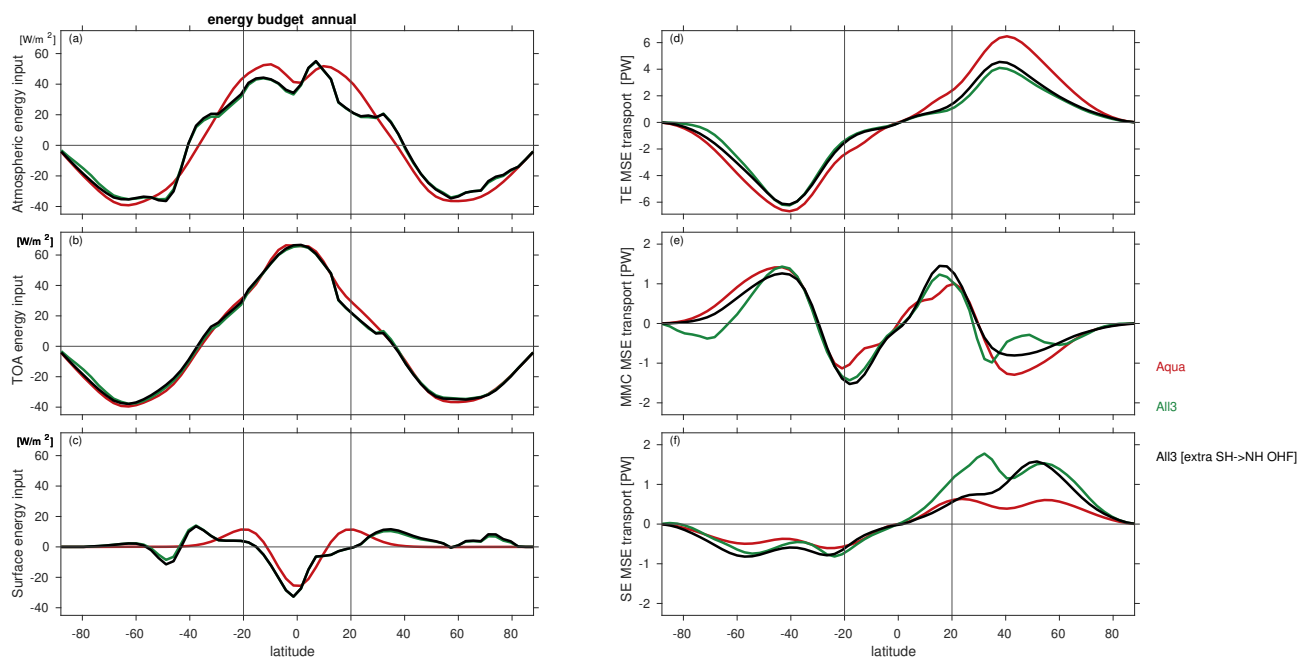 energy budget annual
[W/m ²]
(a)
60
40
20
0
-20
-40
Atmospheric energy input
[W/m ²]
(b)
60
40
20
0
-20
-40
TOA energy input
[W/m ²]
(c)
60
40
20
0
-20
-40
Surface energy input
-80
-60
-40
-20
0
20
40
60
80
latitude
(d)
6
4
2
0
-2
-4
-6
TE MSE transport [PW]
(e)
2
1
0
-1
-2
MMC MSE transport [PW]
(f)
2
1
0
-1
-2
SE MSE transport [PW]
-80
-60
-40
-20
0
20
40
60
80
latitude
Aqua
All3
All3 [extra SH->NH OHF]